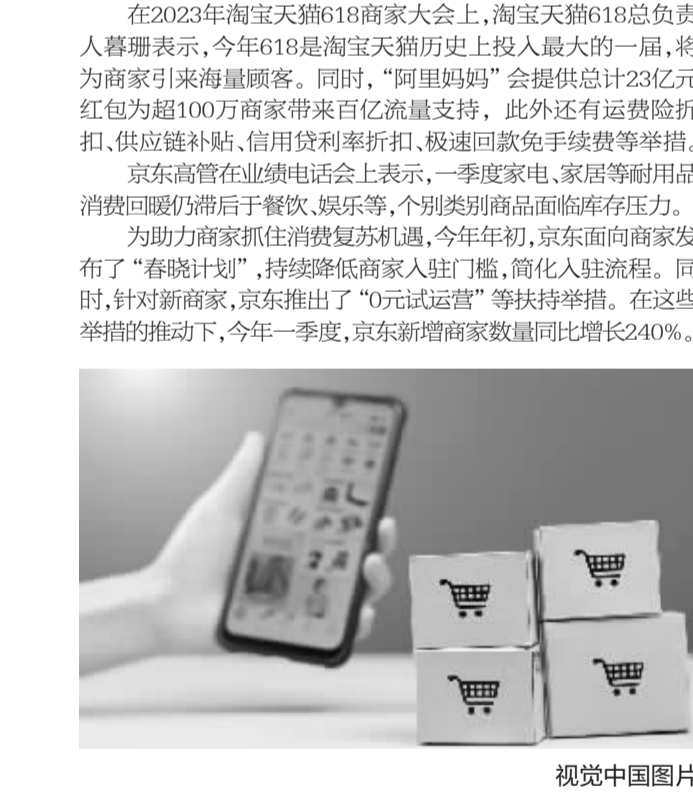 在2023年淘宝天猫618商家大会上，淘宝天猫618总负责
人暮珊表示，今年618是淘宝天猫历史上投入最大的一届，将
为商家引来海量顾客。同时，“阿里妈妈”会提供总计23亿元
红包为超100万商家带来百亿流量支持，此外还有运费险折
扣、供应链补贴、信用贷利率折扣、极速回款免手续费等举措。
京东高管在业绩电话会上表示，一季度家电、家居等耐用品
消费回暖仍滞后于餐饮、娱乐等，个别类别商品面临库存压力。
为助力商家抓住消费复苏机遇，今年年初，京东面向商家发
布了“春晓计划”，持续降低商家入驻门槛，简化入驻流程。同
时，针对新商家，京东推出了“0元试运营”等扶持举措。在这些
举措的推动下，今年一季度，京东新增商家数量同比增长240%。
视觉中国图片